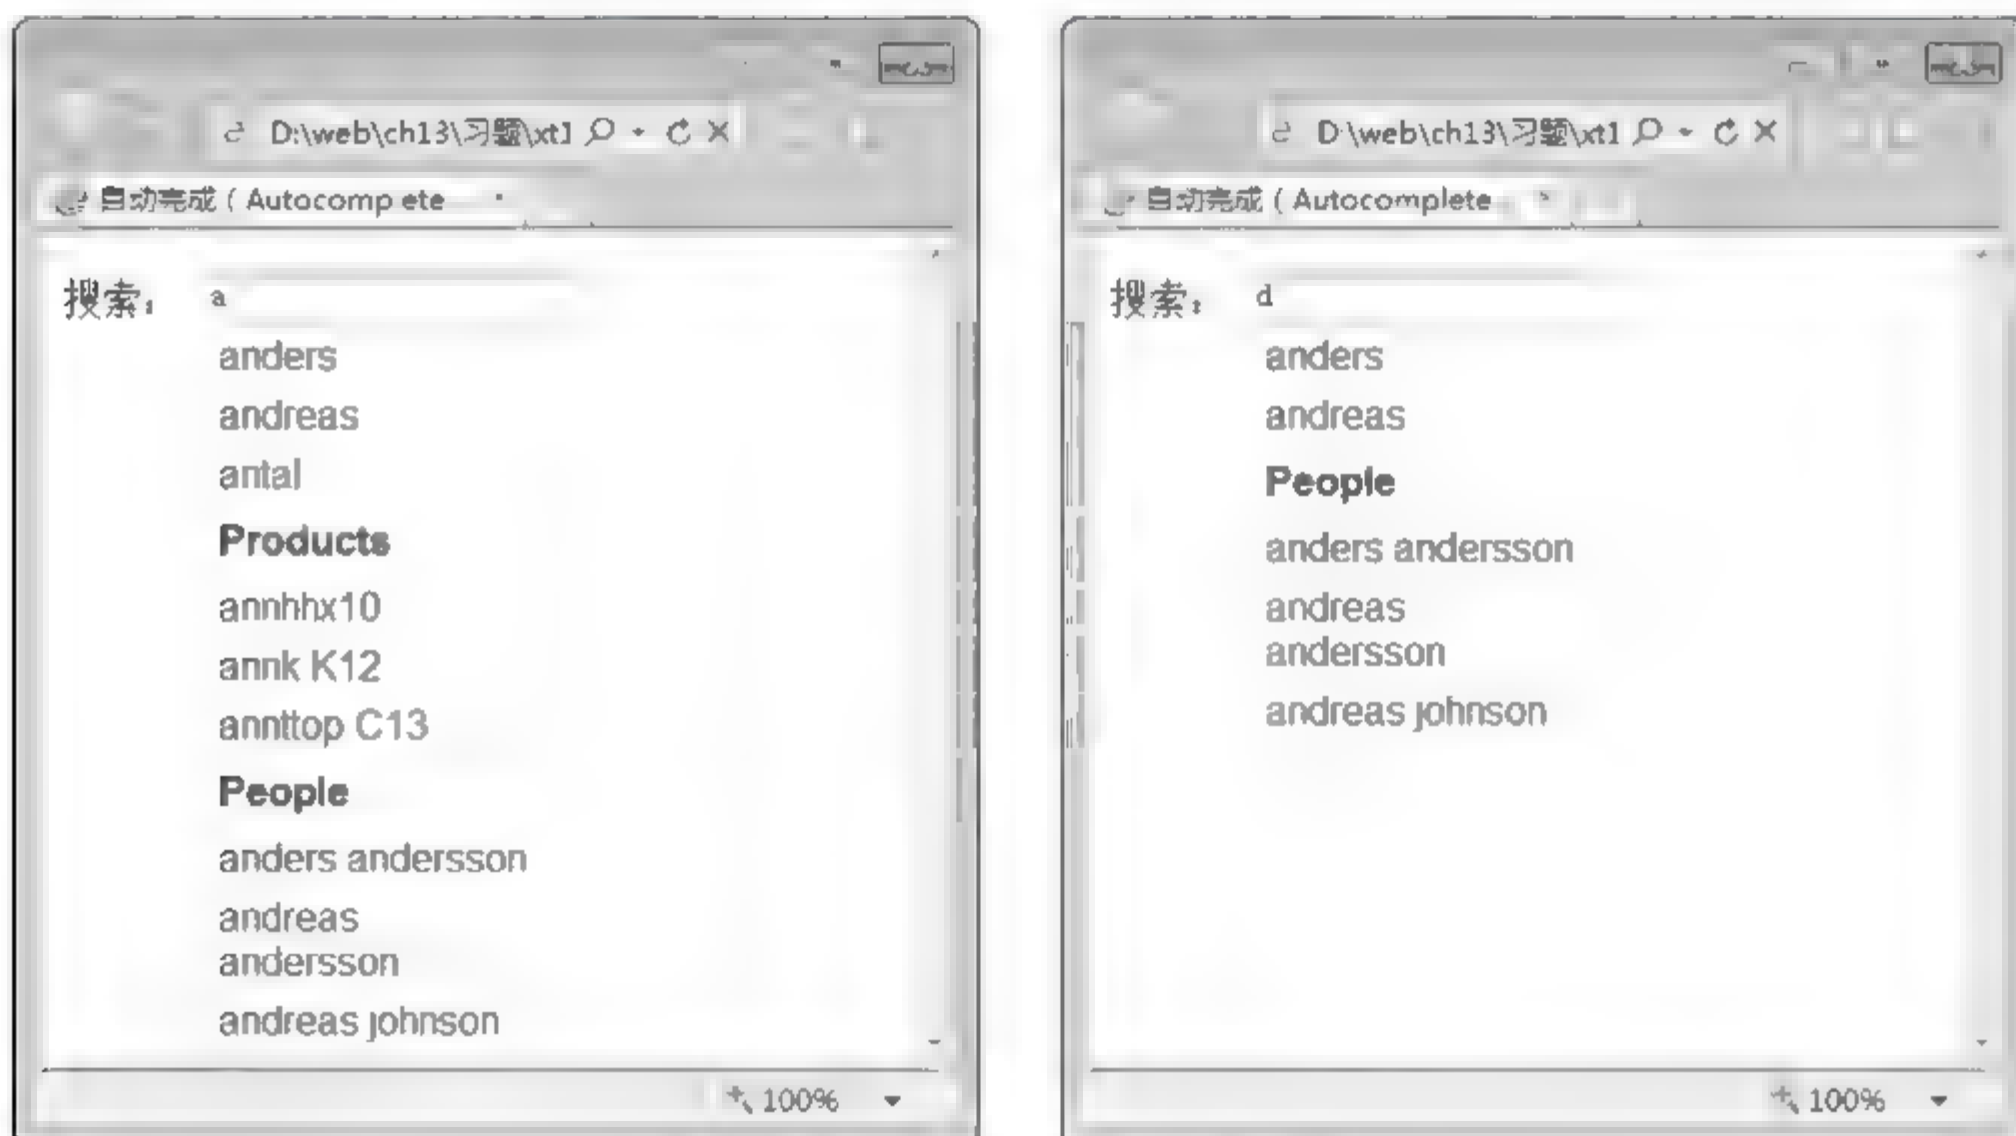 D:\web\ch13\习题\xt1
自动完成 ( Autocomp ete
搜索: a
anders
andreas
antal
Products
annhhx10
annk K12
annttop C13
People
anders andersson
andreas
andersson
andreas johnson
100%
D:\web\ch13\习题\xt1
自动完成 ( Autocomplete
搜索: d
anders
andreas
People
anders andersson
andreas
andersson
andreas johnson
100%